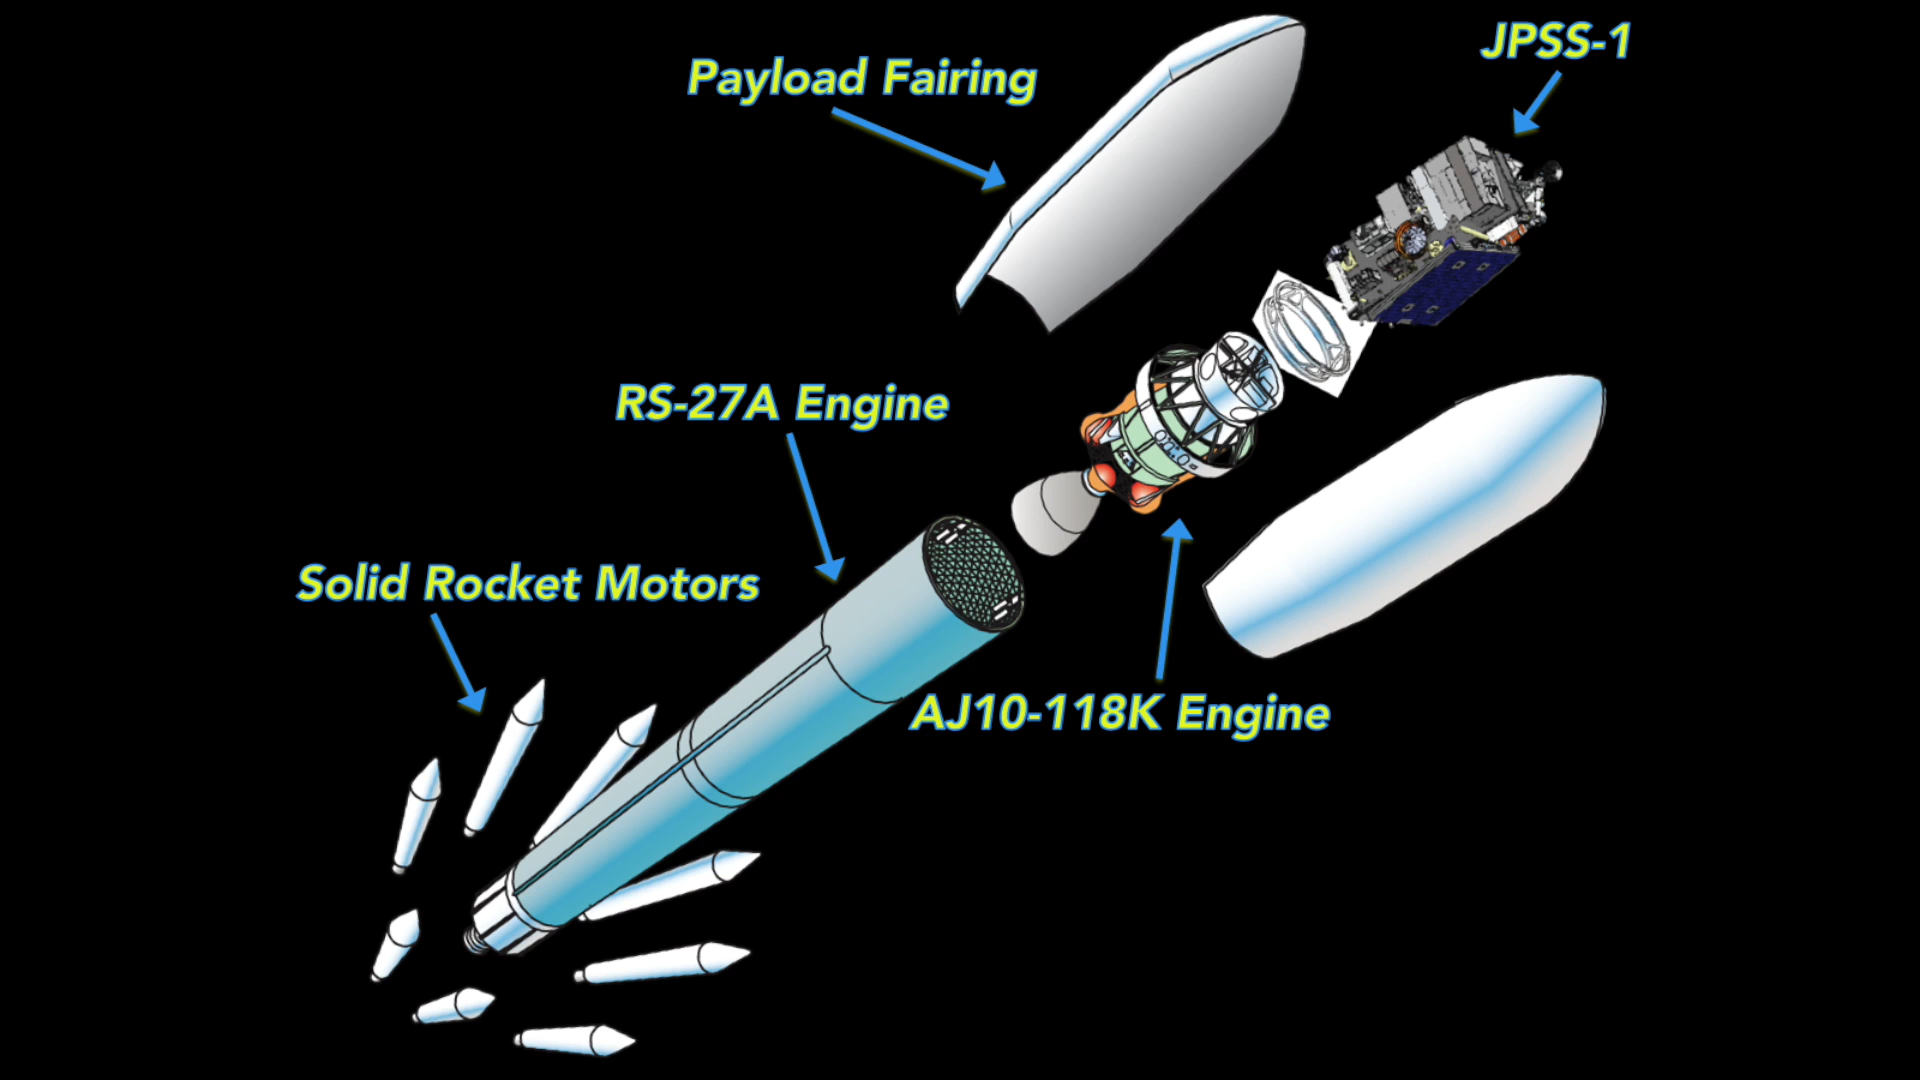 JPSS-1
Payload Fairing
RS-27A Engine
Solid Rocket Motors
AJ10-118K Engine